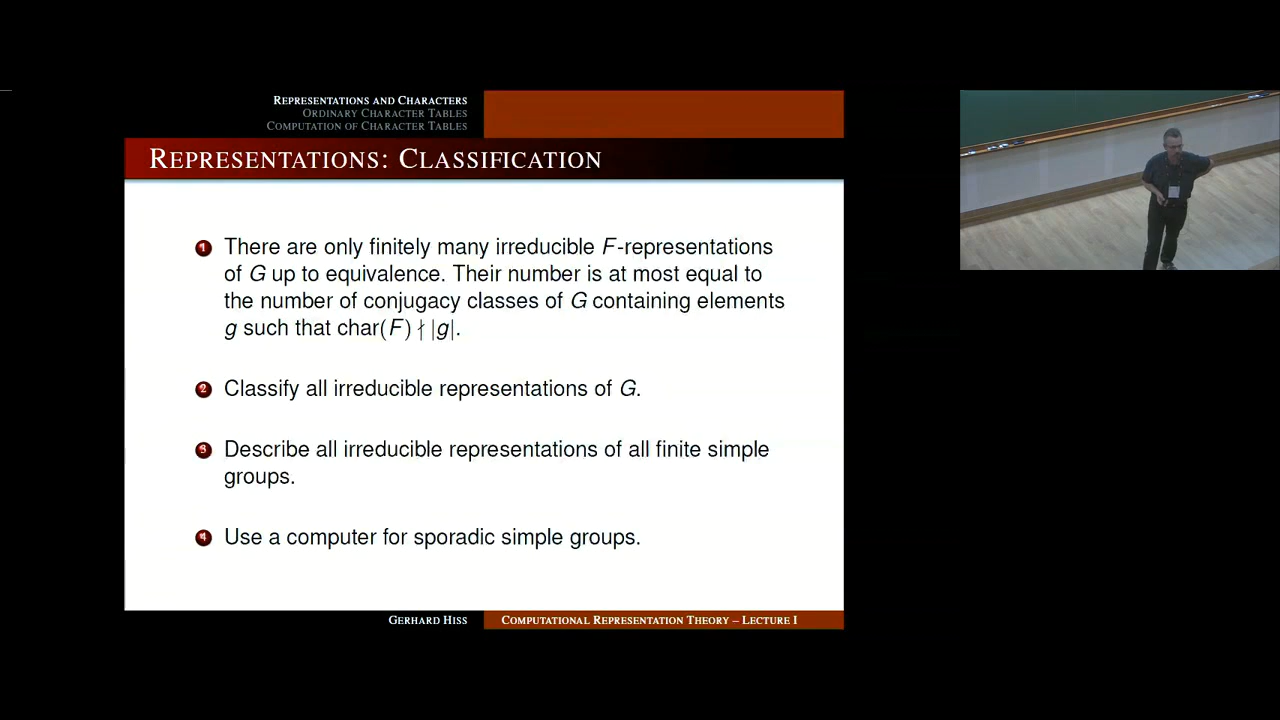 REPRESENTATIONS AND CHARACTERS
ORDINARY CHARACTER TABLES
COMPUTATION OF CHARACTER TABLES
REPRESENTATIONS: CLASSIFICATION
1 There are only finitely many irreducible F-representations
of G up to equivalence. Their number is at most equal to
the number of conjugacy classes of G containing elements
g such that char(F) ∤ |g|.
2 Classify all irreducible representations of G.
3 Describe all irreducible representations of all finite simple
groups.
4 Use a computer for sporadic simple groups.
GERHARD HISS
COMPUTATIONAL REPRESENTATION THEORY – LECTURE I